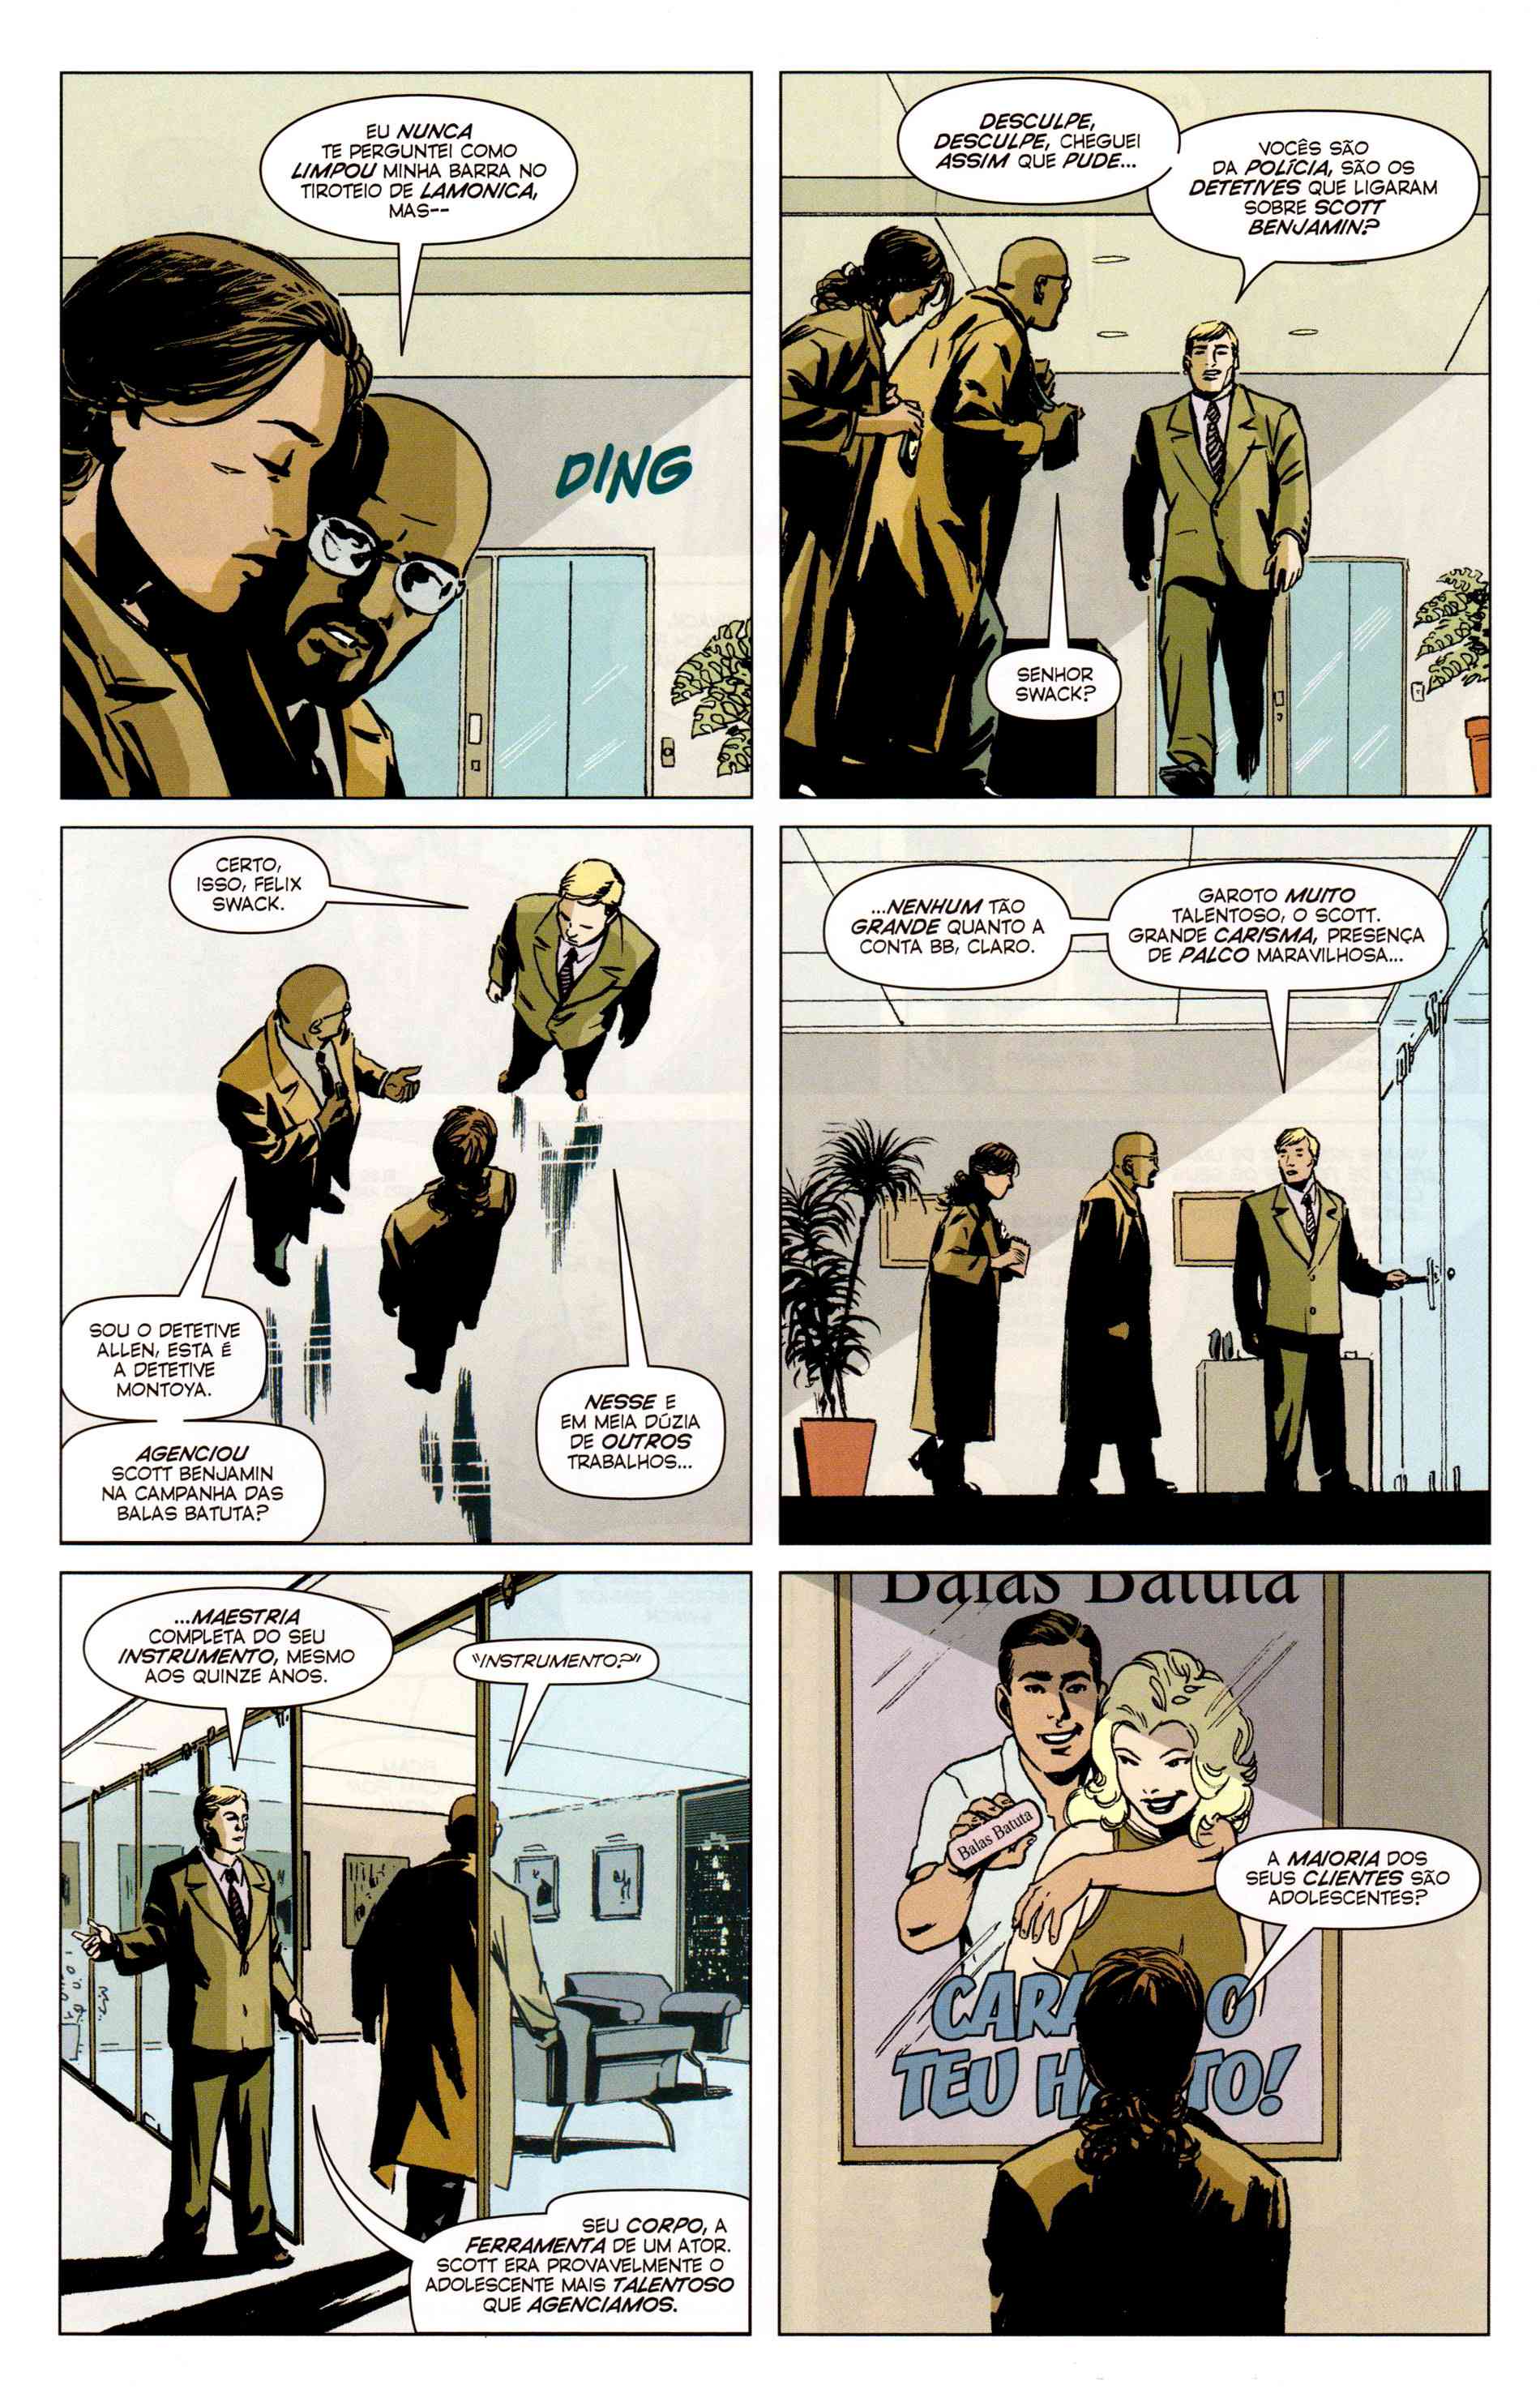 EU NUNCA
TE PERGUNTEI COMO
LIMPOU MINHA BARRA NO
TIROTEIO DE LAMONICA,
MAS--
DING
DESCULPE,
DESCULPE, CHEGUEI
ASSIM QUE PUDE...
VOCÊS SÃO
DA POLÍCIA, SÃO OS
DETETIVES QUE LIGARAM
SOBRE SCOTT
BENJAMIN?
SENHOR
SWACK?
CERTO,
ISSO, FELIX
SWACK.
SOU O DETETIVE
ALLEN, ESTA É
A DETETIVE
MONTOYA.
AGENCIOU
SCOTT BENJAMIN
NA CAMPANHA DAS
BALAS BATUTA?
NESSE E
EM MEIA DÚZIA
DE OUTROS
TRABALHOS...
...NENHUM TÃO
GRANDE QUANTO A
CONTA BB, CLARO.
GAROTO MUITO
TALENTOSO, O SCOTT.
GRANDE CARISMA, PRESENÇA
DE PALCO MARAVILHOSA...
...MAESTRIA
COMPLETA DO SEU
INSTRUMENTO, MESMO
AOS QUINZE ANOS.
"INSTRUMENTO?"
SEU CORPO, A
FERRAMENTA DE UM ATOR.
SCOTT ERA PROVAVELMENTE O
ADOLESCENTE MAIS TALENTOSO
QUE AGENCIAMOS.
Balas Batuta
Balas Batuta
A MAIORIA DOS
SEUS CLIENTES SÃO
ADOLESCENTES?
CARA O
TEU HTO!